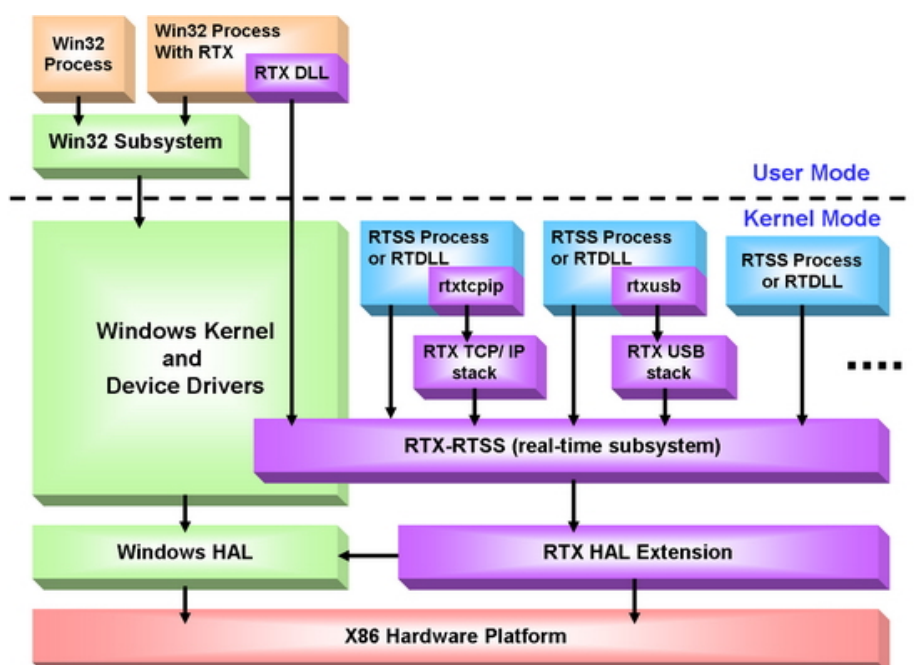 Win32
Process
Win32 Process
With RTX
RTX DLL
Win32 Subsystem
User Mode
Kernel Mode
Windows Kernel
and
Device Drivers
RTSS Process
or RTDLL
rtxtcpip
RTX TCP/ IP
stack
RTSS Process
or RTDLL
rtxusb
RTX USB
stack
RTSS Process
or RTDLL
RTX-RTSS (real-time subsystem)
Windows HAL
RTX HAL Extension
X86 Hardware Platform